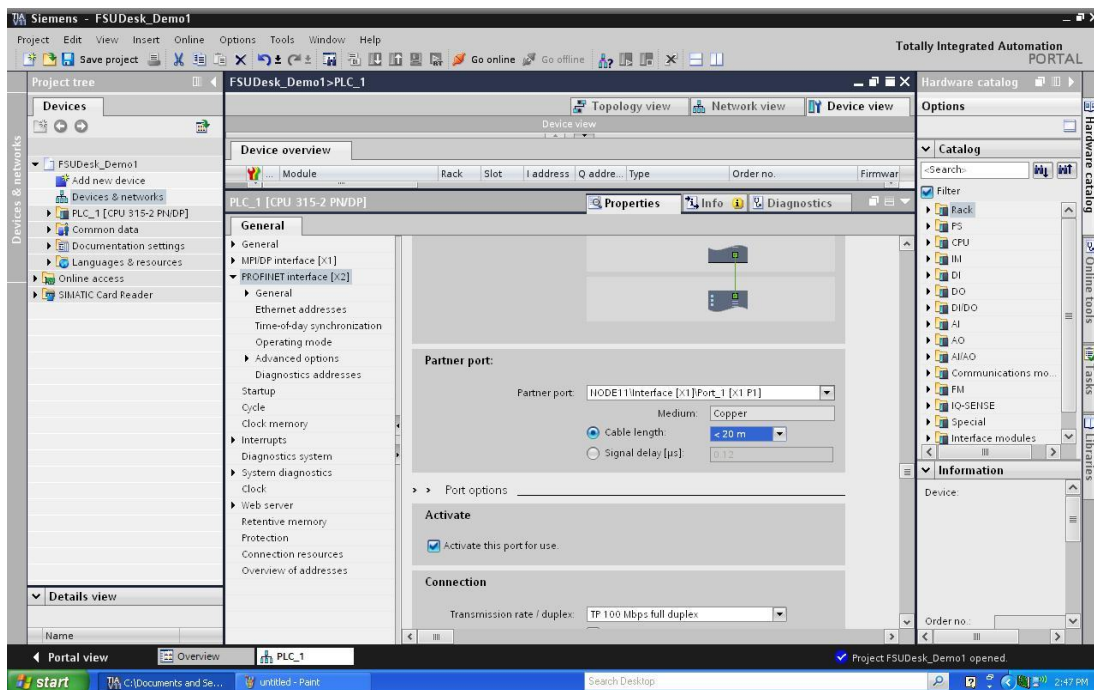 Siemens - FSUDesk_Demo1
Project Edit View Insert Online Options Tools Window Help
Totally Integrated Automation
PORTAL
Save project
Go online
Go offline
Project tree
FSUDesk_Demo1>PLC_1
Hardware catalog
Devices
Topology view
Network view
Device view
Options
Device view
Device overview
Catalog
... Module Rack Slot I address Q addre... Type Order no. Firmwar
<Search>
Filter
FSUDesk_Demo1
Add new device
Devices & networks
PLC_1 [CPU 315-2 PN/DP]
Common data
Documentation settings
Languages & resources
Online access
SIMATIC Card Reader
PLC_1 [CPU 315-2 PN/DP]
Properties
Info
Diagnostics
General
General
MPI/DP interface [X1]
PROFINET interface [X2]
General
Ethernet addresses
Time-of-day synchronization
Operating mode
Advanced options
Diagnostics addresses
Startup
Cycle
Clock memory
Interrupts
Diagnostics system
System diagnostics
Clock
Web server
Retentive memory
Protection
Connection resources
Overview of addresses
Partner port:
Partner port: NODE11\Interface [X1]\Port_1 [X1 P1]
Medium: Copper
Cable length: < 20 m
Signal delay [µs]: 0.12
> > Port options
Activate
Activate this port for use.
Connection
Transmission rate / duplex: TP 100 Mbps full duplex
Rack
PS
CPU
IM
DI
DO
DI/DO
AI
AO
AI/AO
Communications mo...
FM
IQ-SENSE
Special
Interface modules
Information
Device:
Order no.:
Devices & networks
Hardware catalog
Online tools
Tasks
Libraries
Details view
Name
Portal view
Overview
PLC_1
Project FSUDesk_Demo1 opened.
start
C:\Documents and Se...
untitled - Paint
Search Desktop
2:47 PM